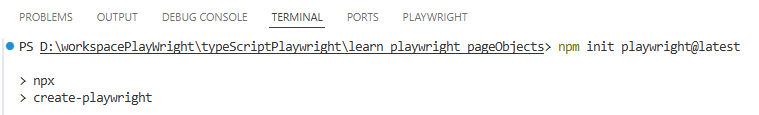 PROBLEMS OUTPUT DEBUG CONSOLE TERMINAL PORTS PLAYWRIGHT
PS D:\workspacePlayWright\typeScriptPlaywright\learn playwright pageObjects> npm init playwright@latest
> npx
> create-playwright